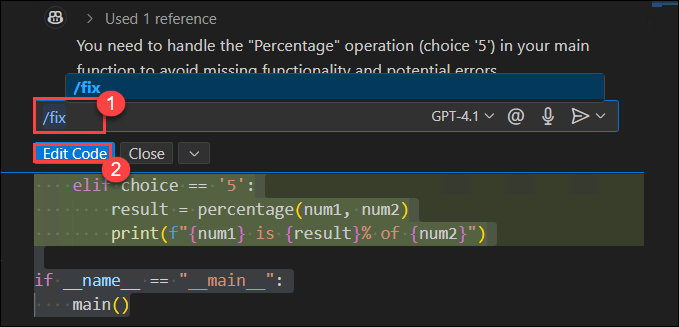 Used 1 reference
You need to handle the "Percentage" operation (choice '5') in your main
function to avoid missing functionality and potential errors
/fix
/fix
1
GPT-4.1
Edit Code
Close
2
elif choice == '5':
result = percentage(num1, num2)
print(f"{num1} is {result}% of {num2}")
if __name__ == "__main__":
main()